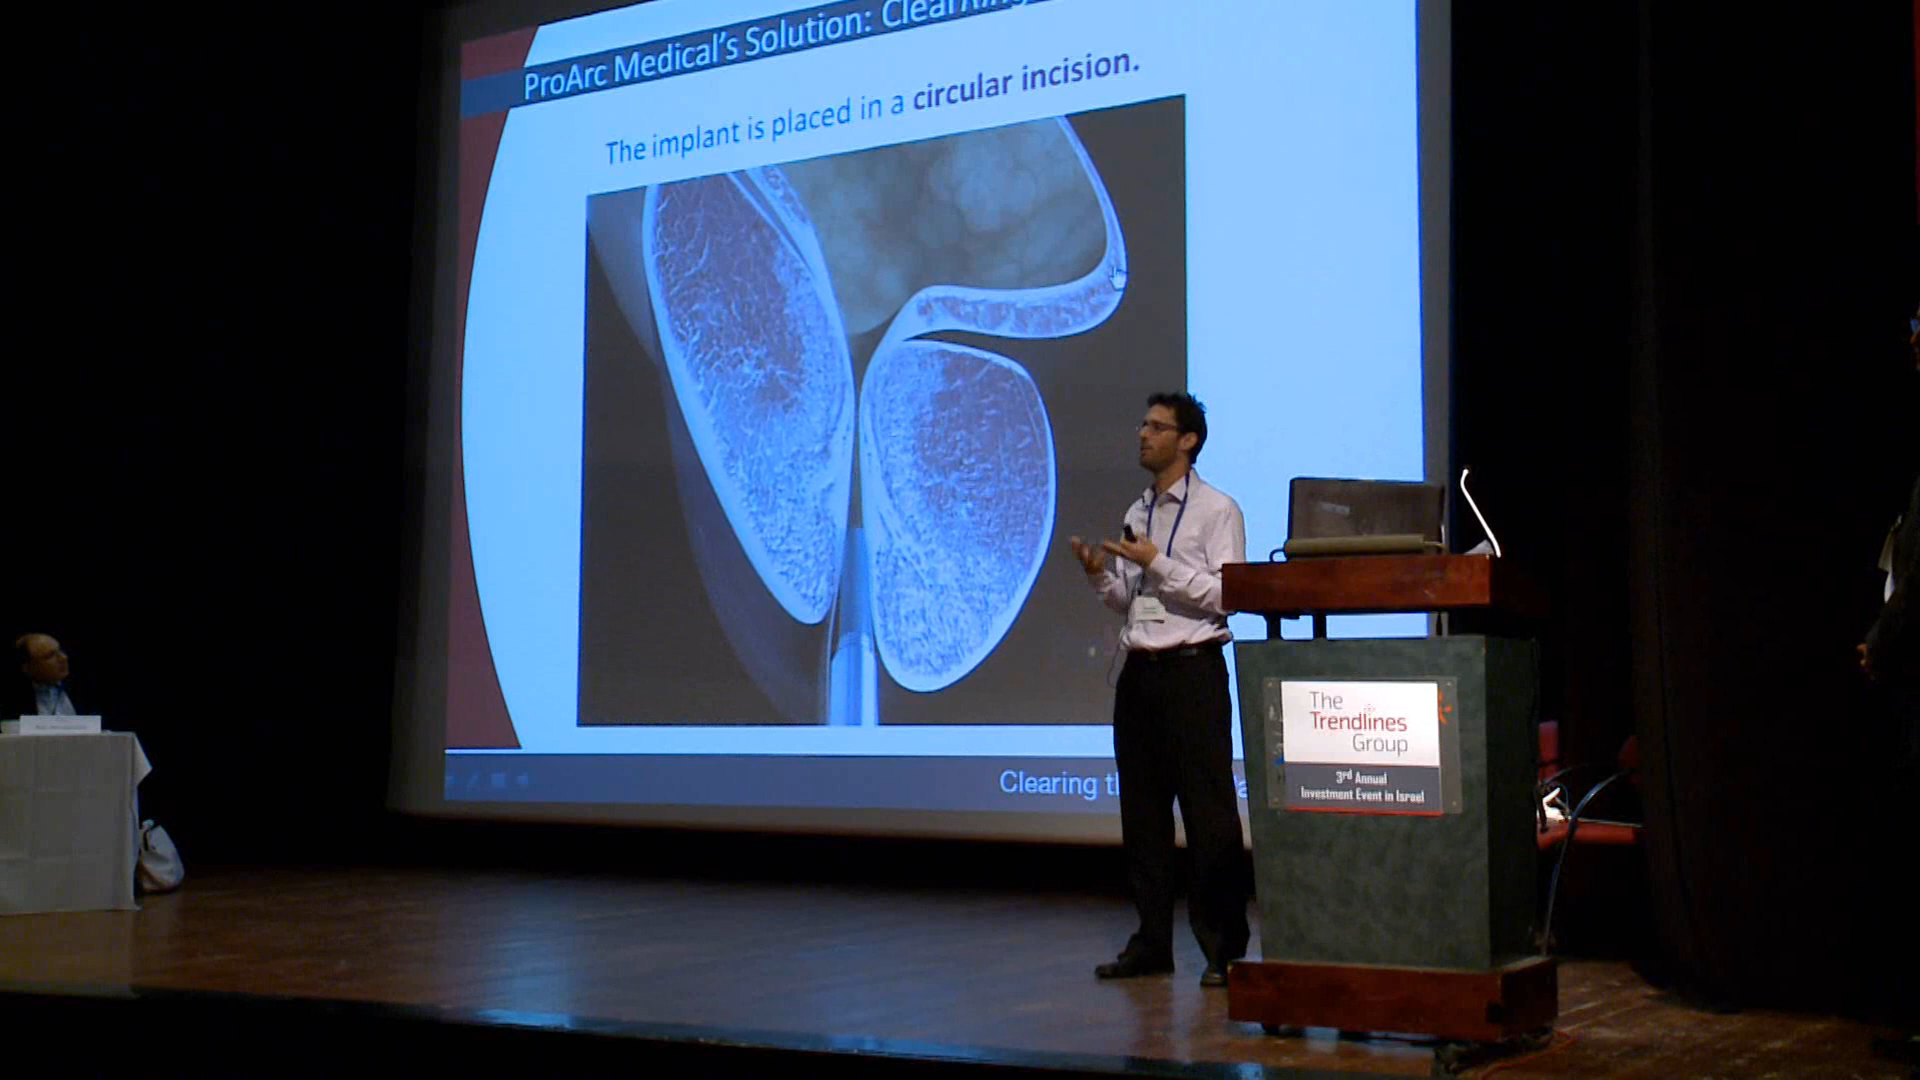 ProArc Medical's Solution: Clear
The implant is placed in a circular incision.
Clearing
The
Trendlines
Group
3rd Annual
Investment Event in Israel